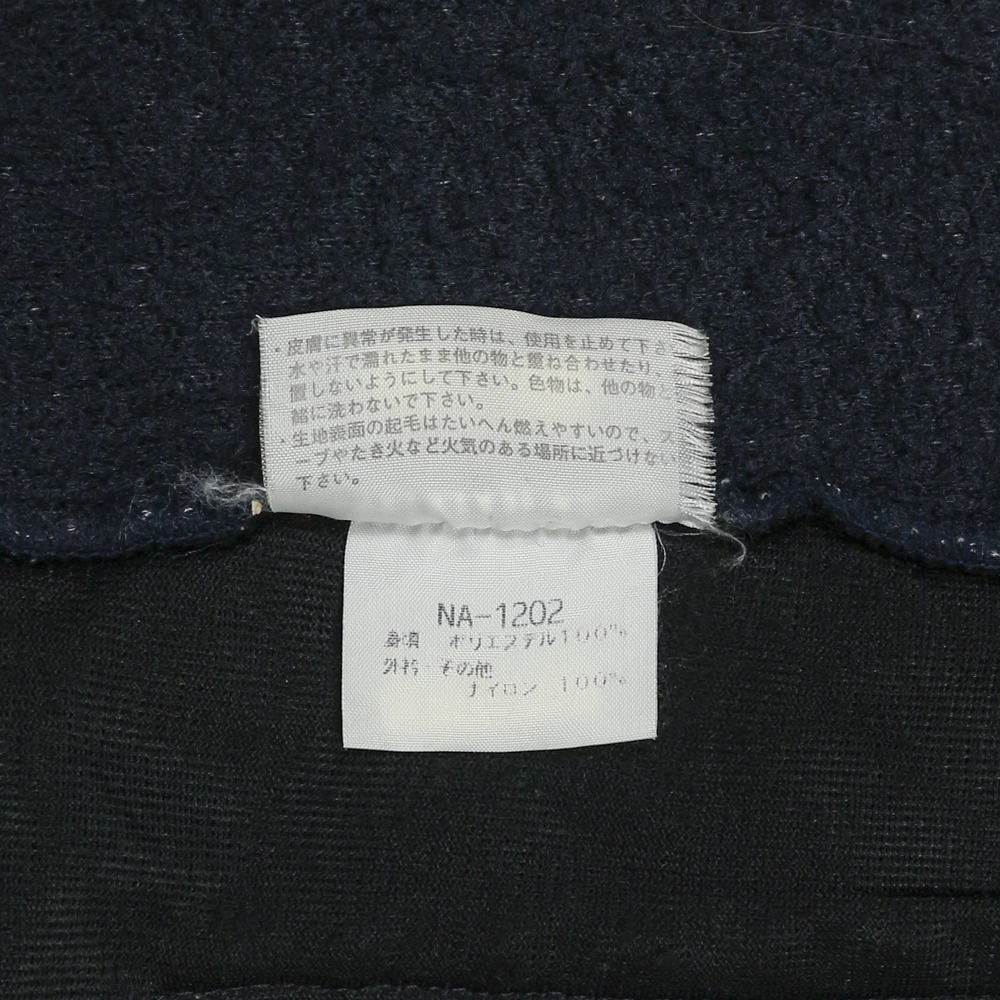 ・皮膚に異常が発生した時は、使用を止めて下さ
水や汗で濡れたまま他の物と重ね合わせたり、
置しないようにして下さい。色物は、他の物と
緒に洗わないで下さい。
・生地表面の起毛はたいへん燃えやすいので、ス
ーブやたき火など火気のある場所に近づけない
下さい。
NA-1202
身頃 ポリエステル100%
外衿・その他
ナイロン 100%